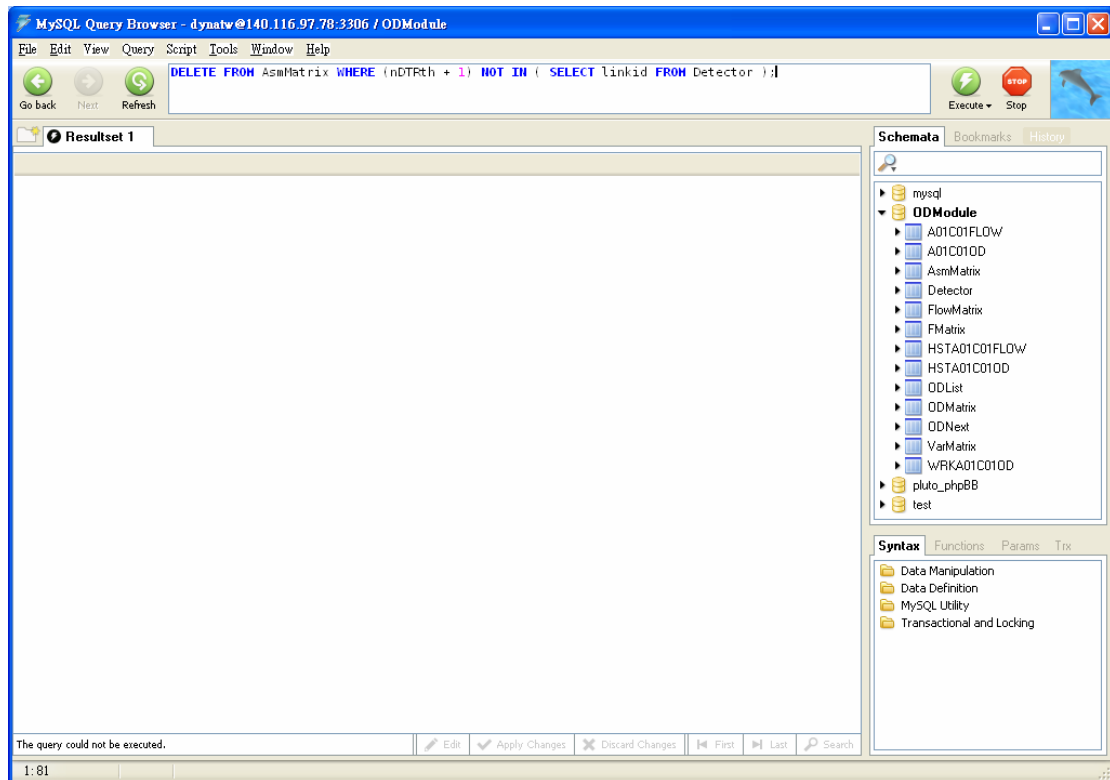 MySQL Query Browser - dynatw@140.116.97.78:3306 / ODModule
File Edit View Query Script Tools Window Help
DELETE FROM AsmMatrix WHERE (nDTRth + 1) NOT IN ( SELECT linkid FROM Detector );
Go back Next Refresh
Execute Stop
STOP
Resultset 1
Schemata Bookmarks History
mysql
ODModule
A01C01FLOW
A01C01OD
AsmMatrix
Detector
FlowMatrix
FMatrix
HSTA01C01FLOW
HSTA01C01OD
ODList
ODMatrix
ODNext
VarMatrix
WRKA01C01OD
pluto_phpBB
test
Syntax Functions Params Trx
Data Manipulation
Data Definition
MySQL Utility
Transactional and Locking
The query could not be executed.
Edit Apply Changes Discard Changes First Last Search
1: 81